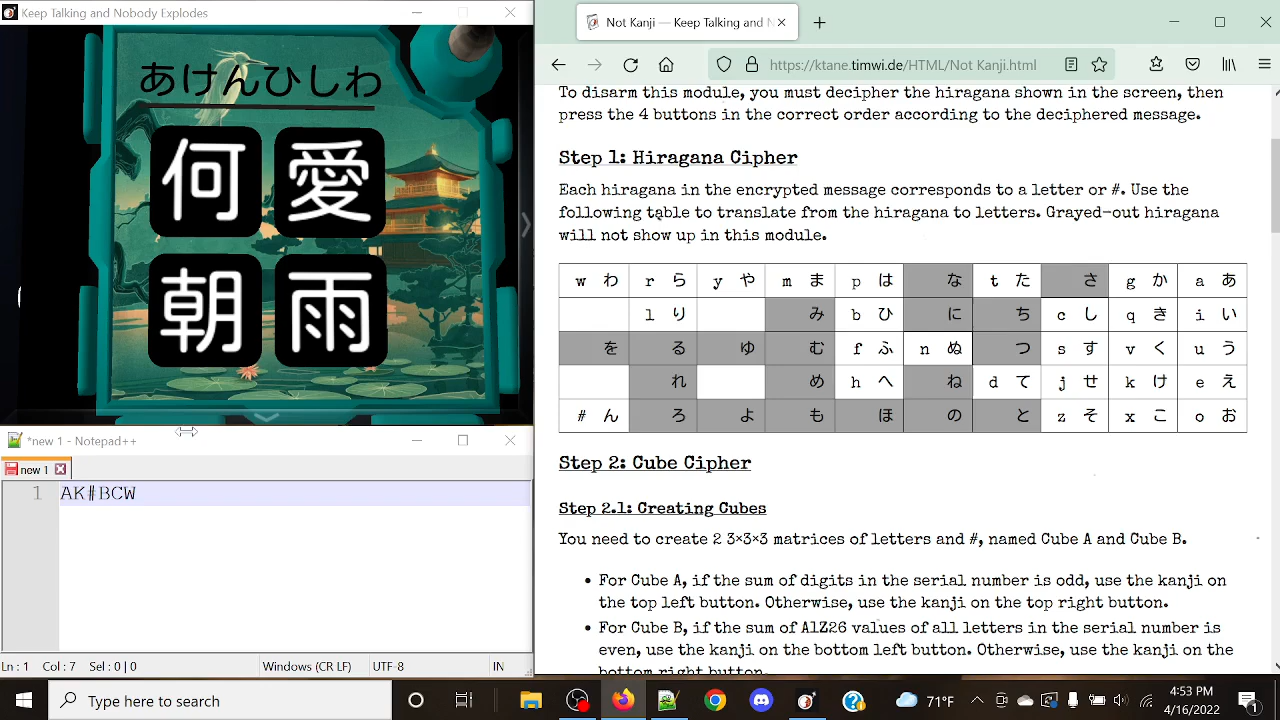 Keep Talking and Nobody Explodes
あけんひしわ
何 愛
朝 雨
*new 1 - Notepad++
new 1
1 AK#BCW
Ln : 1 Col : 7 Sel : 0 | 0 Windows (CR LF) UTF-8 IN
Not Kanji — Keep Talking and N
https://ktane.timwi.de/HTML/Not Kanji.html
To disarm this module, you must decipher the hiragana shown in the screen, then
press the 4 buttons in the correct order according to the deciphered message.
Step 1: Hiragana Cipher
Each hiragana in the encrypted message corresponds to a letter or #. Use the
following table to translate from the hiragana to letters. Grayed-out hiragana
will not show up in this module.
w わ r ら y や m ま p は な t た さ g か a あ
l り み b ひ に ち c し q き i い
を る ゆ む f ふ n ぬ つ s す v く u う
れ め h へ ね d て j せ k け e え
# ん ろ よ も ほ の と z そ x こ o お
Step 2: Cube Cipher
Step 2.1: Creating Cubes
You need to create 2 3×3×3 matrices of letters and #, named Cube A and Cube B.
• For Cube A, if the sum of digits in the serial number is odd, use the kanji on
the top left button. Otherwise, use the kanji on the top right button.
• For Cube B, if the sum of A1Z26 values of all letters in the serial number is
even, use the kanji on the bottom left button. Otherwise, use the kanji on the
bottom right button.
Type here to search
71°F
4:53 PM
4/16/2022